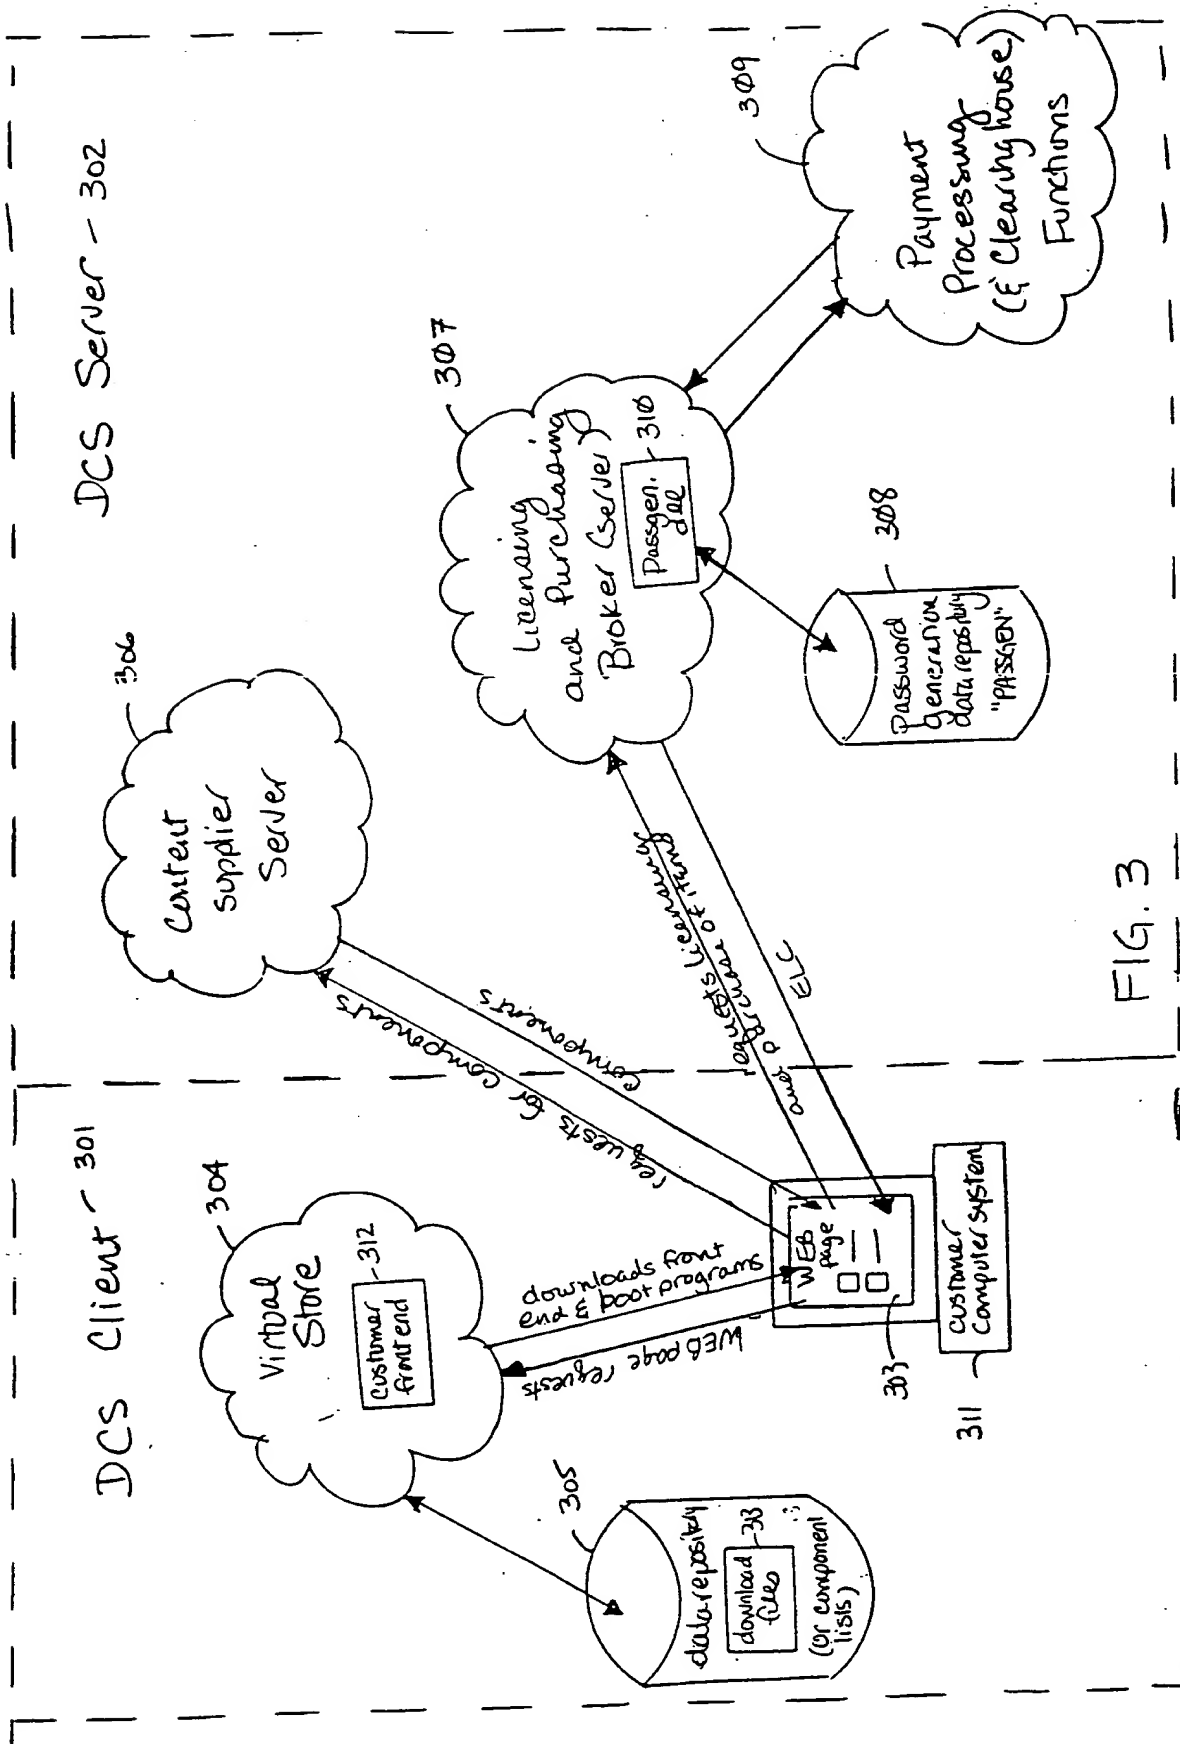 DCS Client - 301
304
Virtual
Store
312
customer
front end
305
data repository
download
files
313
(or component
lists)
downloads front
end & boot programs
WEB page requests
WEB
page
303
customer
Computer system
311
requests for components
components
requests licensing
and purchase of items
ELC
DCS Server - 302
306
Content
Supplier
Server
307
Licensing
and Purchasing
Broker (server)
Passgen.
dll
310
308
Password
generation
data repository
"PASSGEN"
309
Payment
Processing
(& Clearinghouse)
Functions
FIG. 3